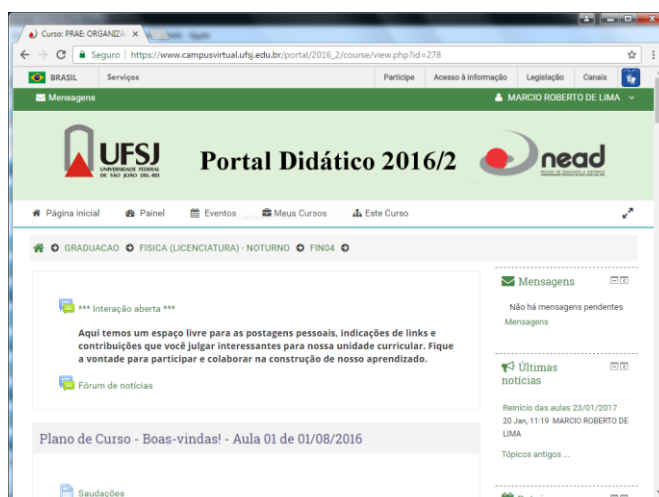 Curso: PRAE: ORGANIZA
Seguro | https://www.campusvirtual.ufsj.edu.br/portal/2016_2/course/view.php?id=278
BRASIL Serviços Participe Acesso à informação Legislação Canais
Mensagens MARCIO ROBERTO DE LIMA
UFSJ
UNIVERSIDADE FEDERAL
DE SÃO JOÃO DEL-REI
Portal Didático 2016/2
nead
Página inicial Painel Eventos Meus Cursos Este Curso
GRADUACAO FISICA (LICENCIATURA) - NOTURNO FIN04
*** Interação aberta ***
Aqui temos um espaço livre para as postagens pessoais, indicações de links e
contribuições que você julgar interessantes para nossa unidade curricular. Fique
a vontade para participar e colaborar na construção de nosso aprendizado.
Fórum de notícias
Plano de Curso - Boas-vindas! - Aula 01 de 01/08/2016
Saudações
Mensagens
Não há mensagens pendentes
Mensagens
Últimas
notícias
Reinício das aulas 23/01/2017
20 Jan, 11:19 MARCIO ROBERTO DE
LIMA
Tópicos antigos ...